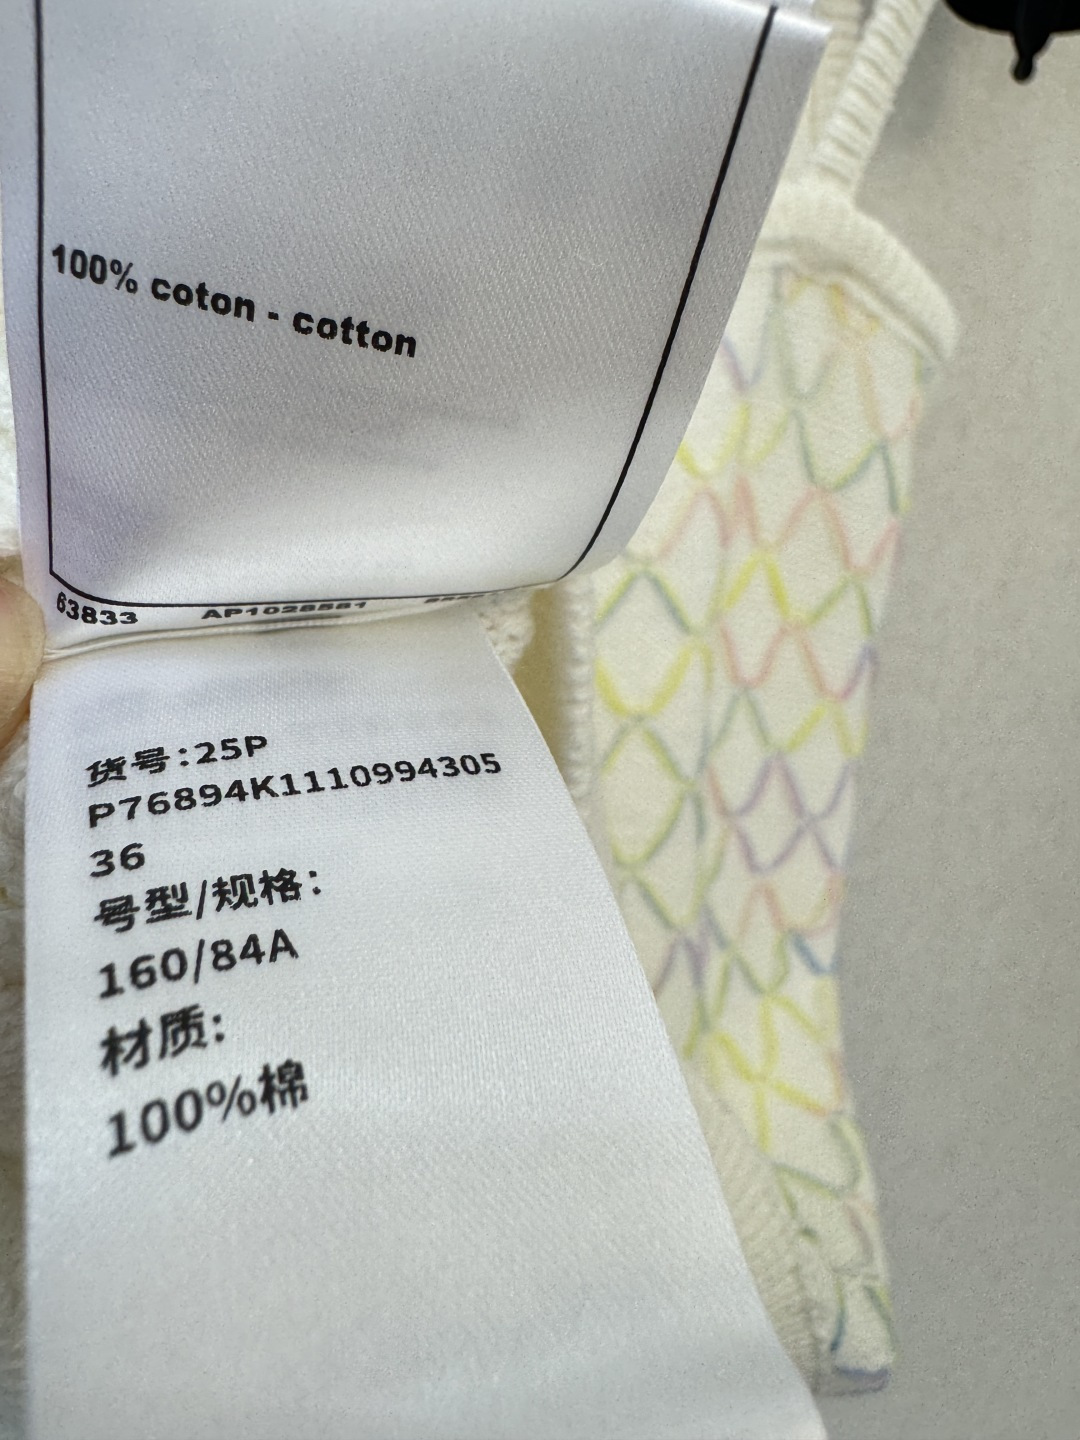 100% coton - cotton
63833 AP1028581
货号:25P
P76894K1110994305
36
号型/规格:
160/84A
材质:
100%棉